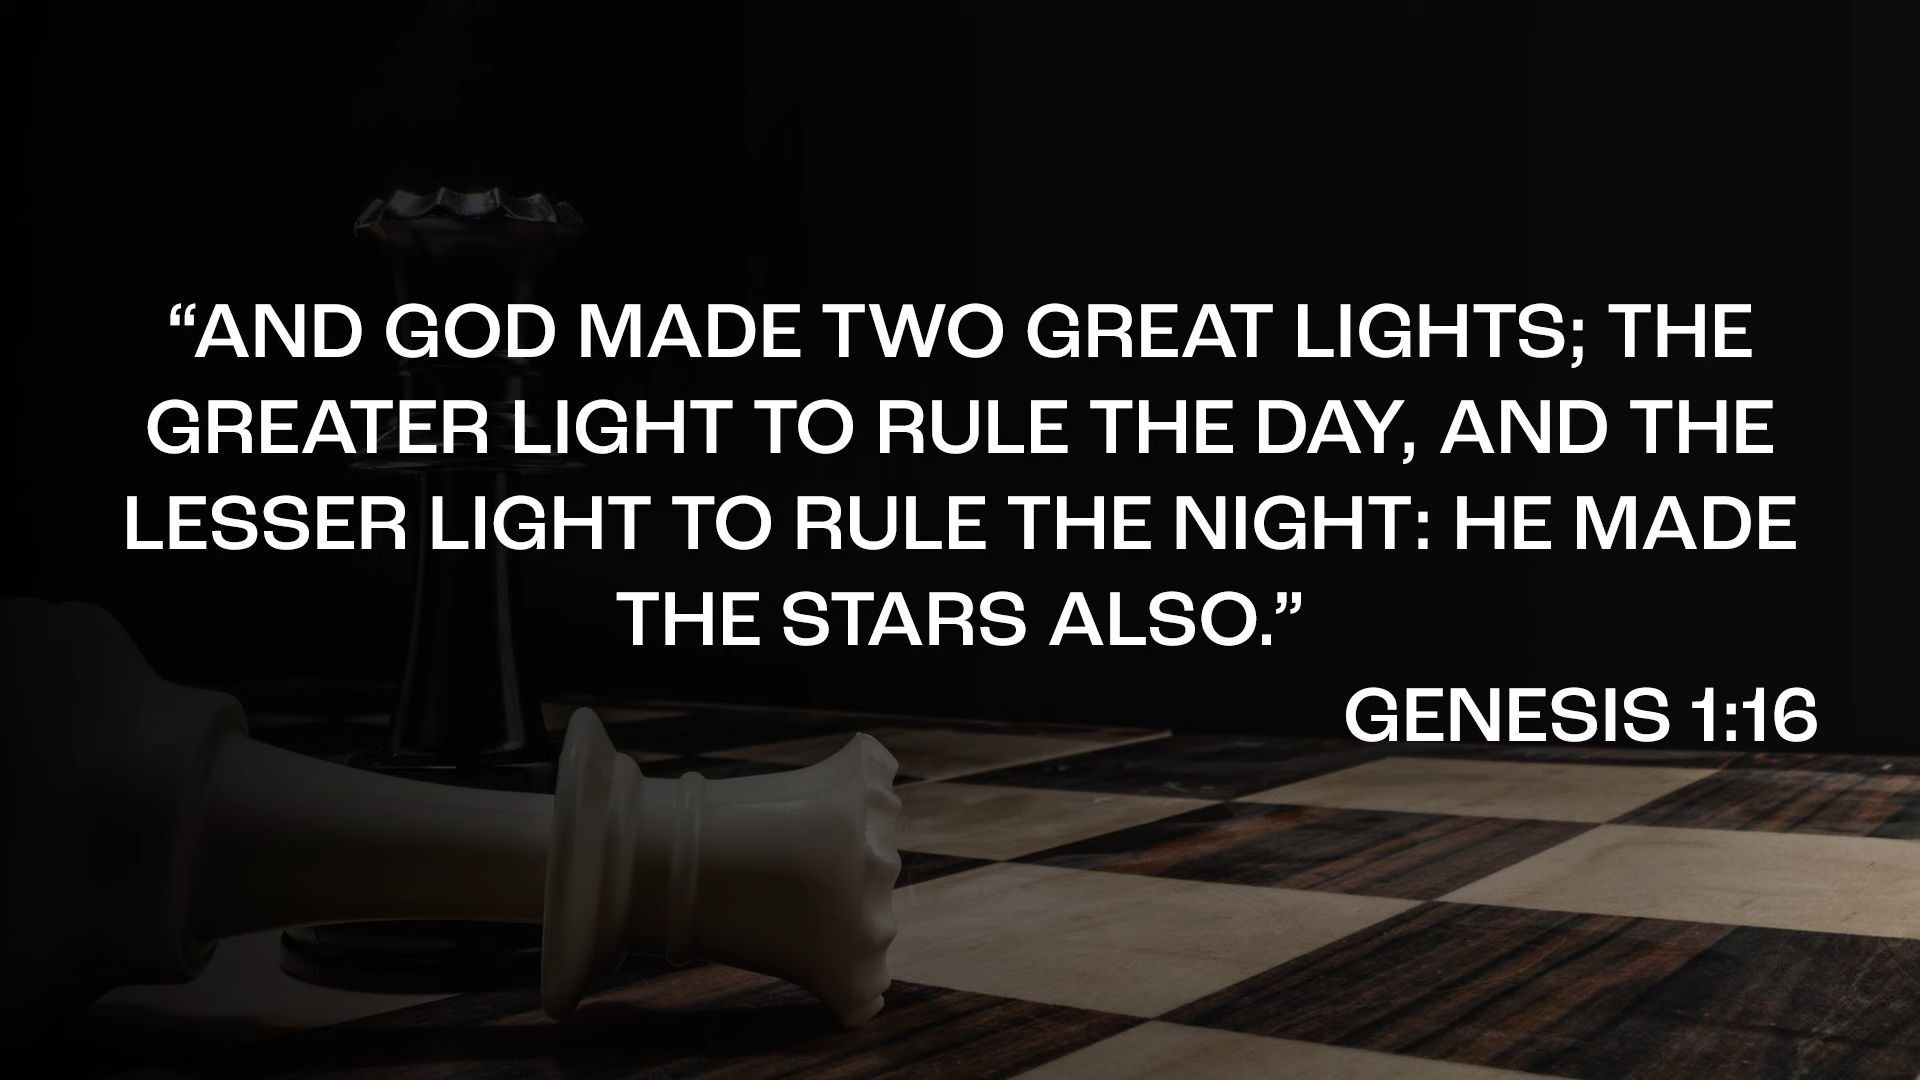 “AND GOD MADE TWO GREAT LIGHTS; THE
GREATER LIGHT TO RULE THE DAY, AND THE
LESSER LIGHT TO RULE THE NIGHT: HE MADE
THE STARS ALSO.”
GENESIS 1:16